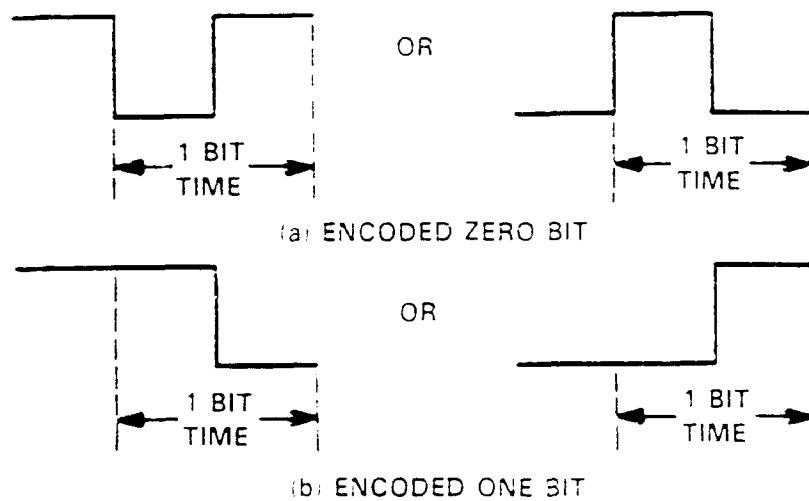 OR
1 BIT
TIME
1 BIT
TIME
(a) ENCODED ZERO BIT
OR
1 BIT
TIME
1 BIT
TIME
(b) ENCODED ONE BIT